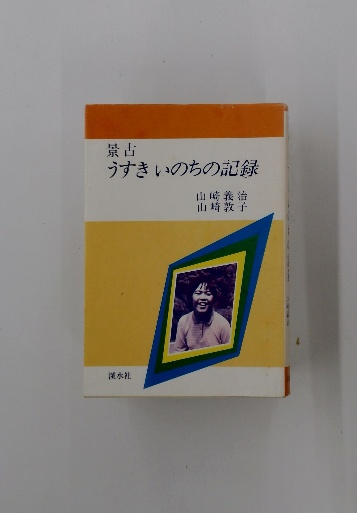 景古
うすきいのちの記録
山崎義治
山崎敦子
渓水社